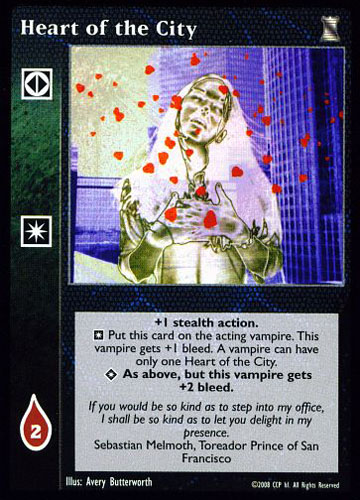 Heart of the City
+1 stealth action.
Put this card on the acting vampire. This
vampire gets +1 bleed. A vampire can have
only one Heart of the City.
As above, but this vampire gets
+2 bleed.
If you would be so kind as to step into my office,
I shall be so kind as to let you delight in my
presence.
Sebastian Melmoth, Toreador Prince of San
Francisco
2
Illus: Avery Butterworth
©2008 CCP hf. All Rights Reserved